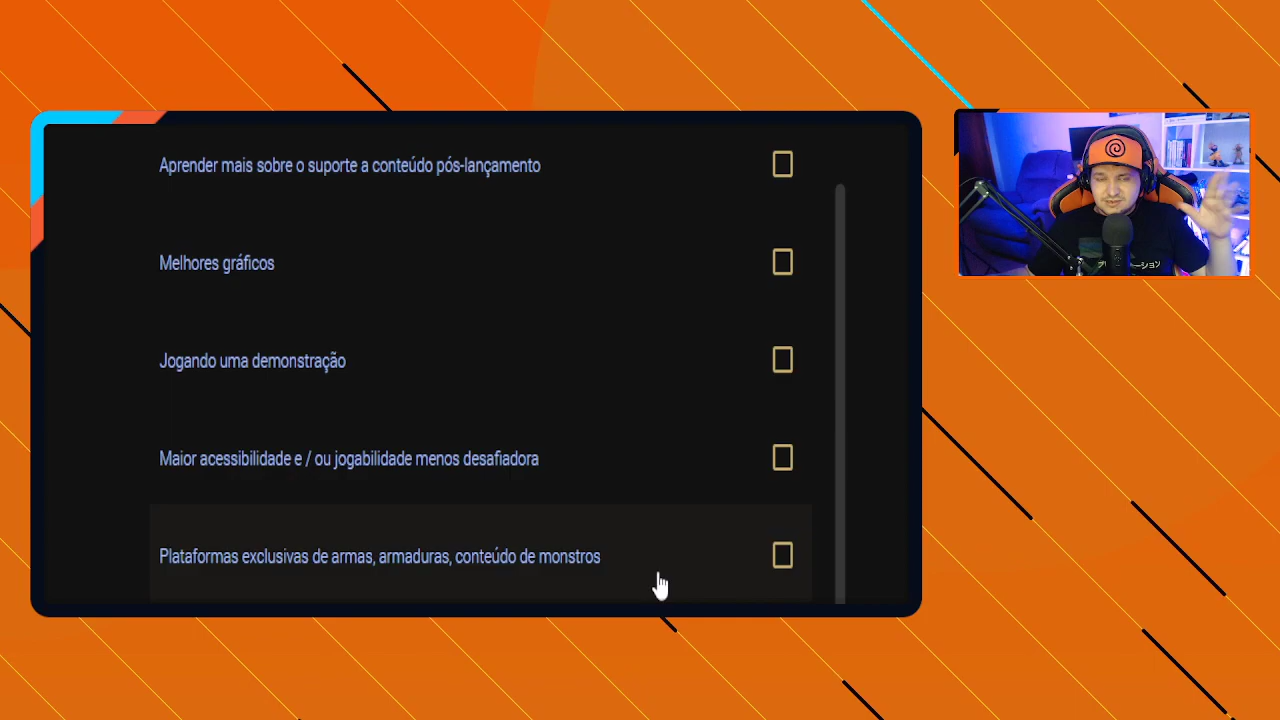 Aprender mais sobre o suporte a conteúdo pós-lançamento
Melhores gráficos
Jogando uma demonstração
Maior acessibilidade e / ou jogabilidade menos desafiadora
Plataformas exclusivas de armas, armaduras, conteúdo de monstros